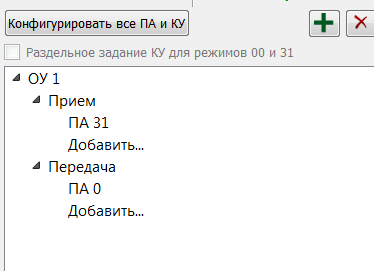 Конфигурировать все ПА и КУ
Раздельное задание КУ для режимов 00 и 31
ОУ 1
Прием
ПА 31
Добавить...
Передача
ПА 0
Добавить...